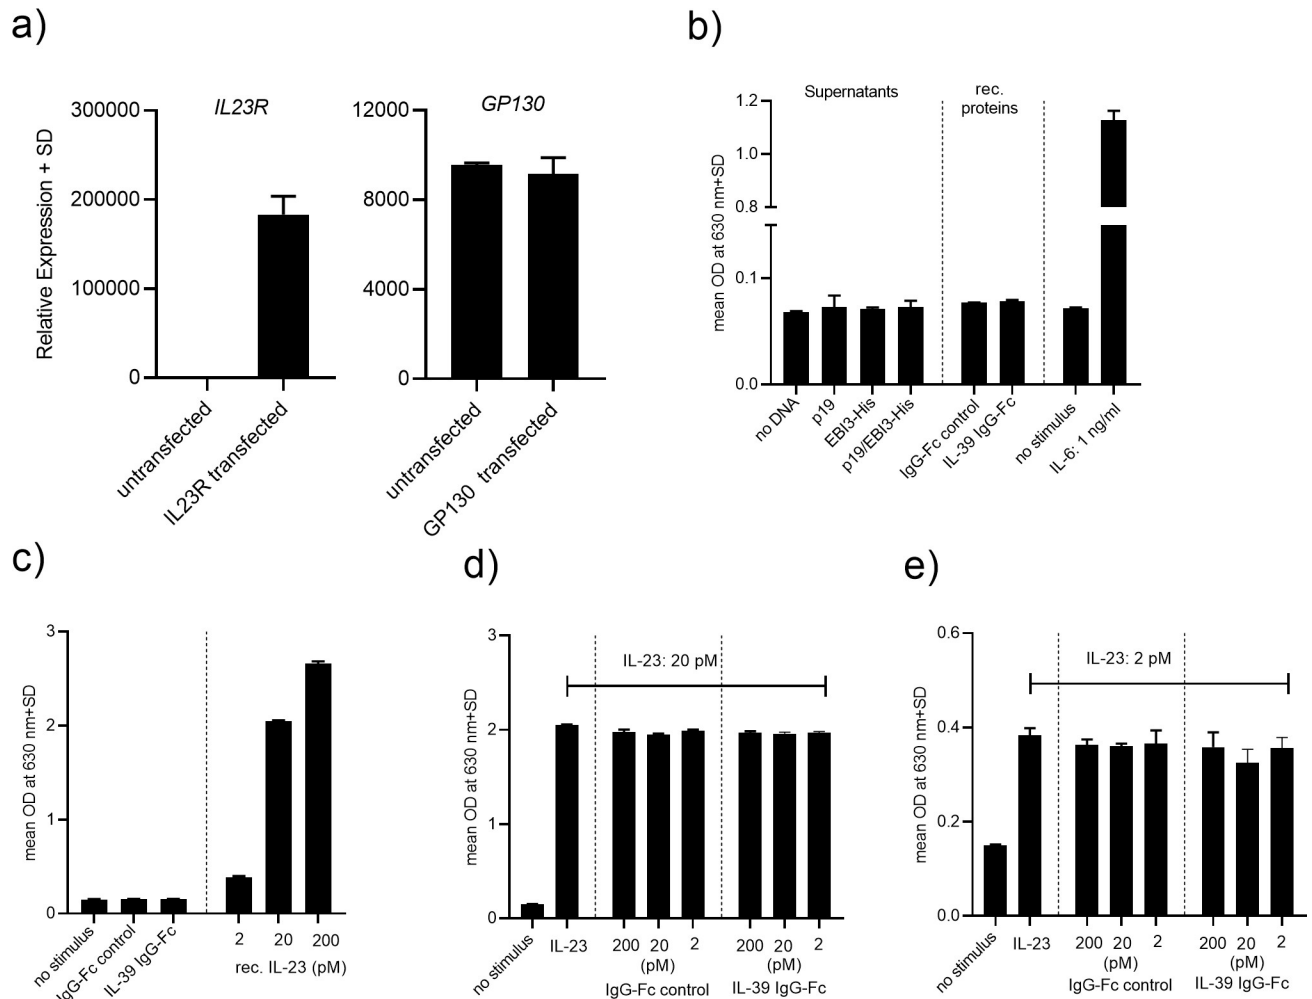 a)
IL23R
GP130
Relative Expression + SD
300000
200000
100000
0
untransfected
IL23R transfected
12000
8000
4000
0
untransfected
GP130 transfected
b)
Supernatants
rec.
proteins
mean OD at 630 nm+SD
1.2
1.0
0.8
0.1
0.0
no DNA
p19
EBI3-His
p19/EBI3-His
IgG-Fc control
IL-39 IgG-Fc
no stimulus
IL-6: 1 ng/ml
c)
mean OD at 630 nm+SD
3
2
1
0
no stimulus
IgG-Fc control
IL-39 IgG-Fc
2 20 200
rec. IL-23 (pM)
d)
IL-23: 20 pM
mean OD at 630 nm+SD
3
2
1
0
no stimulus
IL-23
200 20 2
(pM)
IgG-Fc control
200 20 2
(pM)
IL-39 IgG-Fc
e)
IL-23: 2 pM
mean OD at 630 nm+SD
0.6
0.4
0.2
0.0
no stimulus
IL-23
200 20 2
(pM)
IgG-Fc control
200 20 2
(pM)
IL-39 IgG-Fc